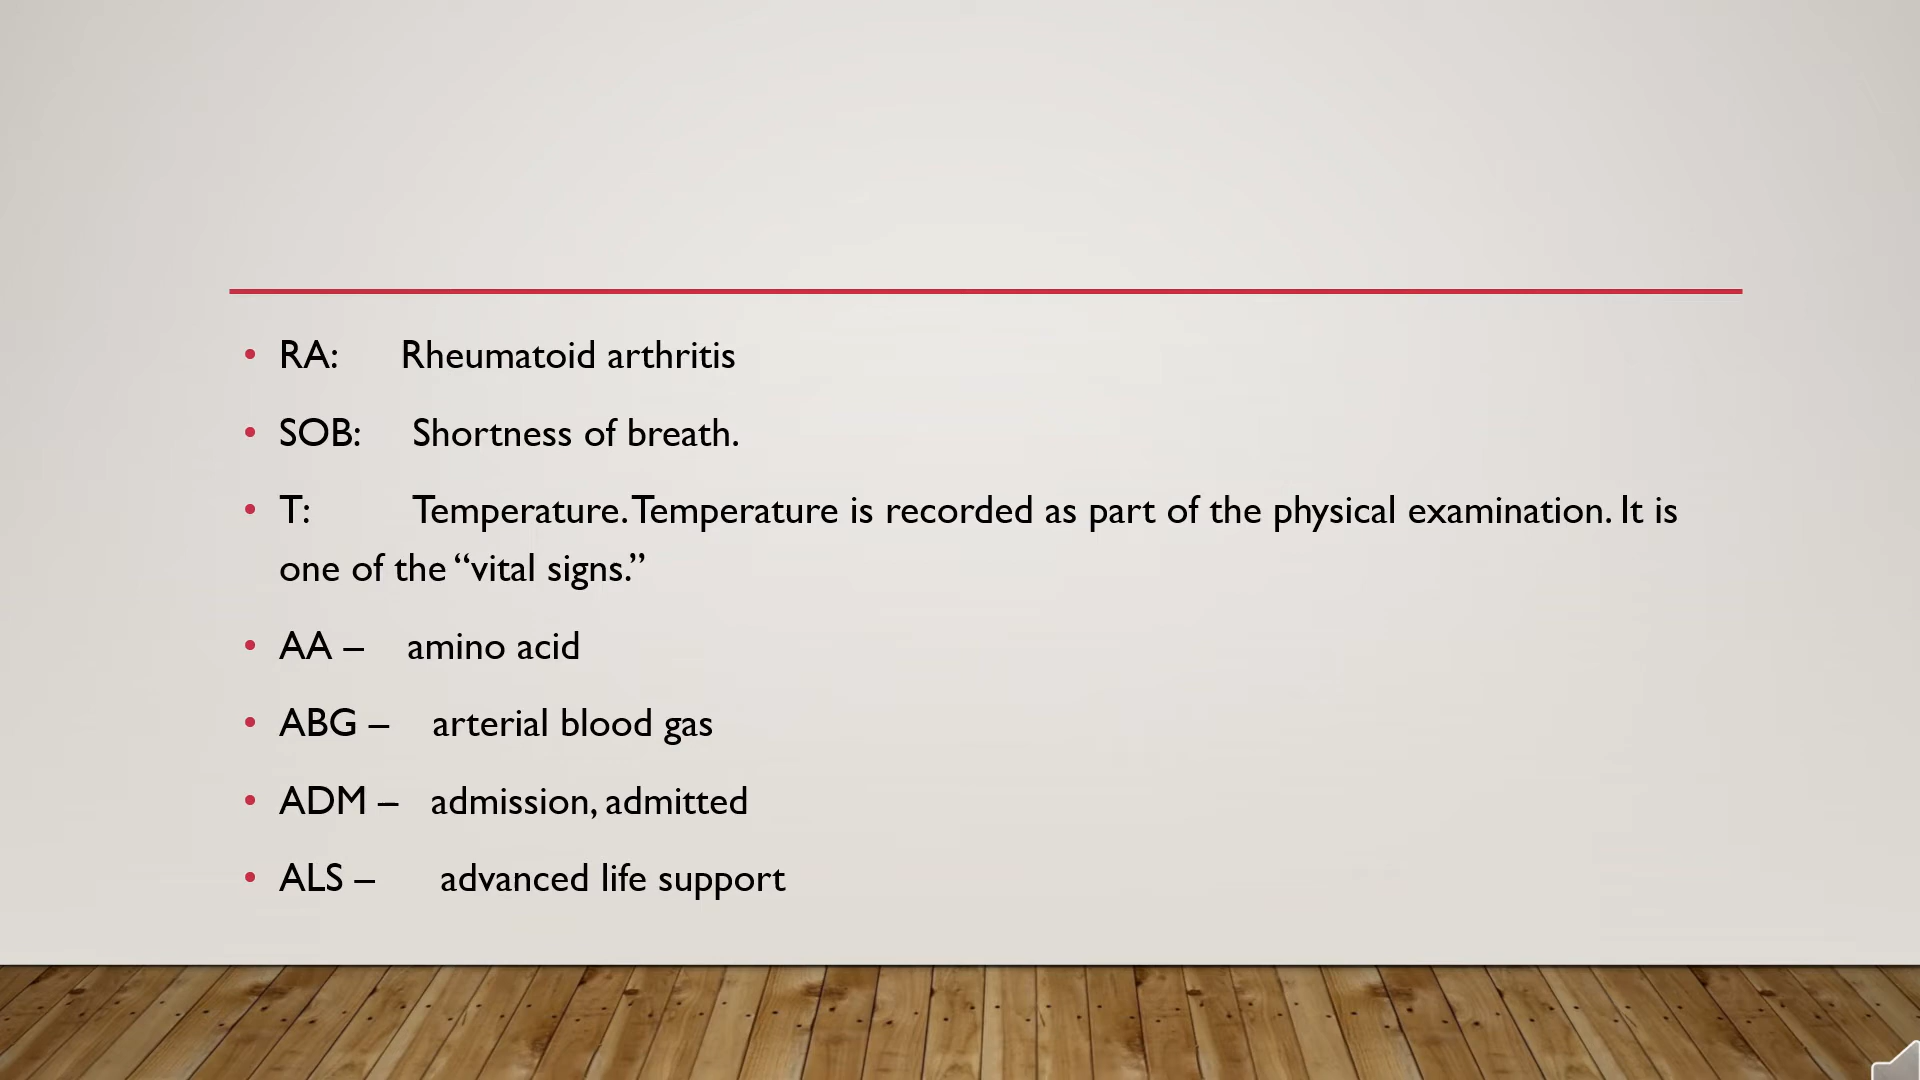 • RA: Rheumatoid arthritis
• SOB: Shortness of breath.
• T: Temperature. Temperature is recorded as part of the physical examination. It is
one of the “vital signs.”
• AA – amino acid
• ABG – arterial blood gas
• ADM – admission, admitted
• ALS – advanced life support